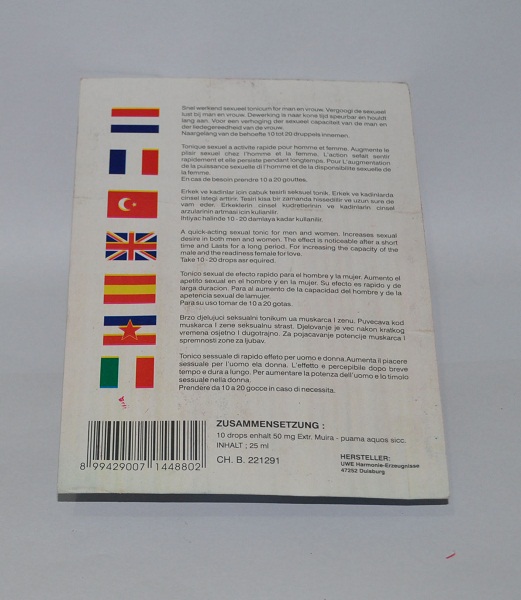 Snel werkend sexueel tonicum for man en vrouw. Vergoogi de sexueel
lust bij man en vrouw. Dewerking is naar korte tijd speurbar en houldt
lang aan. Voor een verhoging der sexueel capaciteit van de man en
der liedegereedheid van de vrouw.
Naargelang van de behoefte 10 tot 20 druppels innemen.
Tonique sexuel a activite rapide pour l'homme et la femme. Augmente le
plaisir sexuel chez l'homme et la femme. L'action sefait sentir
rapidement et elle persiste pendant longtemps. Pour L'augmentation
de la puissance sexuelle di l'homme et de la disponibilite sexuelle de
la femme.
En cas de besoin prendre 10 a 20 gouttes.
Erkek ve kadinlar icin cabuk tesirli seksuel tonik. Erkek ve kadinlarda
cinsel istegi arttirir. Tesiri kisa bir zamanda hissedilir ve uzun sure de
vam eder. Erkeklerin cinsel kudretlerinin ve kadinlarin cinsel
arzularinin artmasi icin kullanilir.
Ihtiyac halinde 10 - 20 damlaya kadar kullanilir.
A quick-acting sexual tonic for men and women. Increases sexual
desire in both men and women. The effect is noticeable after a short
time and Lasts for a long period. For increasing the capacity of the
male and the readiness female for love.
Take 10 - 20 drops aer equired.
Tonico sexual de efecto rapido para el hombre y la mujer. Aumento el
apetito sexual en el hombre y en la mujer. Su efecto es rapido y de
larga duracion. Para al aumento de la capacidad del hombre y de la
apetencia sexual de lamujer.
Para su uso tomar de 10 a 20 gotas.
Brzo djelujuci seksualni tonikum ua muskarca I zenu. Puvecava kod
muskarca I zene seksualnu strast. Djelovanje je vec nakon kratkog
vremena osjetno I dugotrajno. Za pojacavanje potencije muskarca I
spremnosti zone za ljubav.
Tonico sessuale di rapido effeto per uomo e donna.Aumenta il piacere
sessuale per l'uomo ela donna. L'effetto e percepibile dopo breve
tempo e dura a lungo. Per aumentare la potenza dell'uomo e lo timolo
sessuale nella donna.
Prendere da 10 a 20 gocce in caso di necessita.
ZUSAMMENSETZUNG :
10 drops enhalt 50 mg Extr. Muira - puama aquos sicc.
INHALT ; 25 ml
CH. B. 221291
HERSTELLER:
UWE Harmonie-Erzeugnisse
47252 Duisburg
8 99429007 1448802